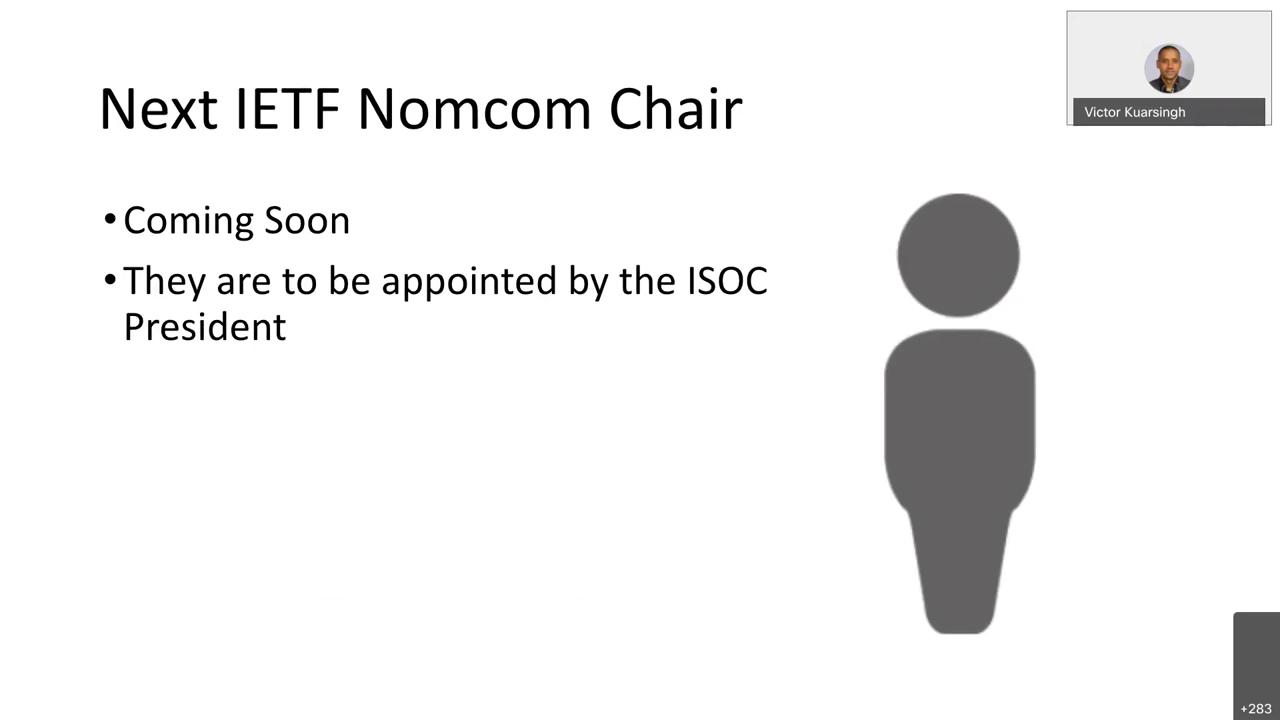 Next IETF Nomcom Chair
Victor Kuarsingh
• Coming Soon
• They are to be appointed by the ISOC
President
+283